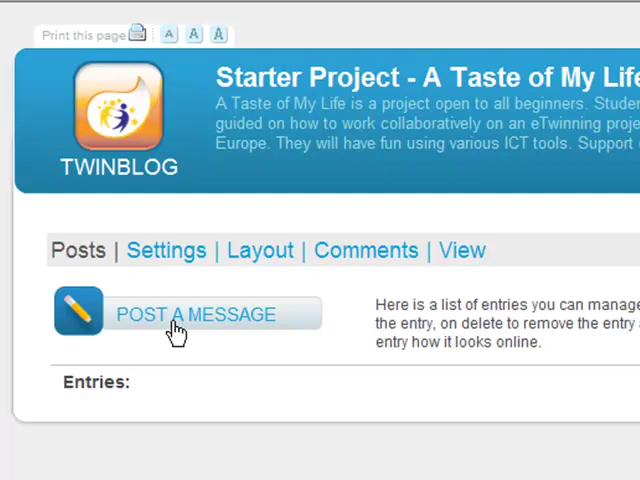 Print this page
A A A
Starter Project - A Taste of My Life
A Taste of My Life is a project open to all beginners.
guided on how to work collaboratively on an eTwinning
Europe. They will have fun using various ICT tools. Support
TWINBLOG
Posts | Settings | Layout | Comments | View
POST A MESSAGE
Here is a list of entries you can manage
the entry, on delete to remove the entry
entry how it looks online.
Entries: